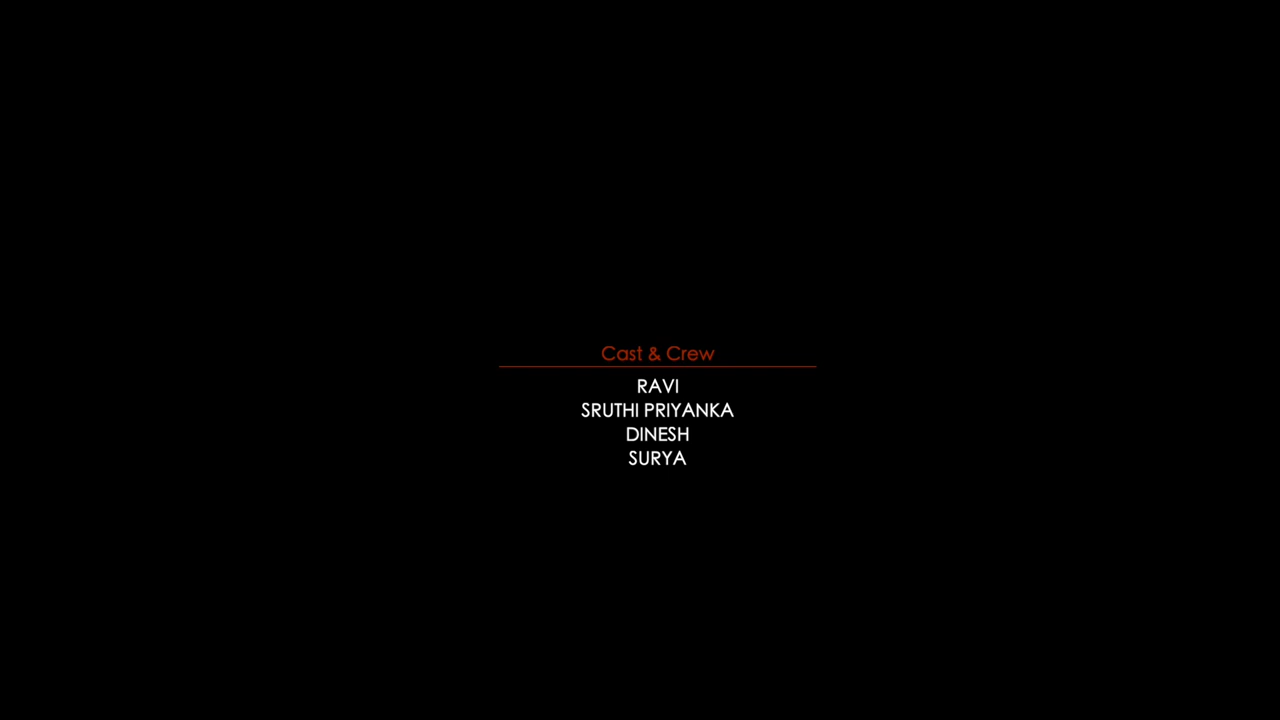 Cast & Crew
RAVI
SRUTHI PRIYANKA
DINESH
SURYA